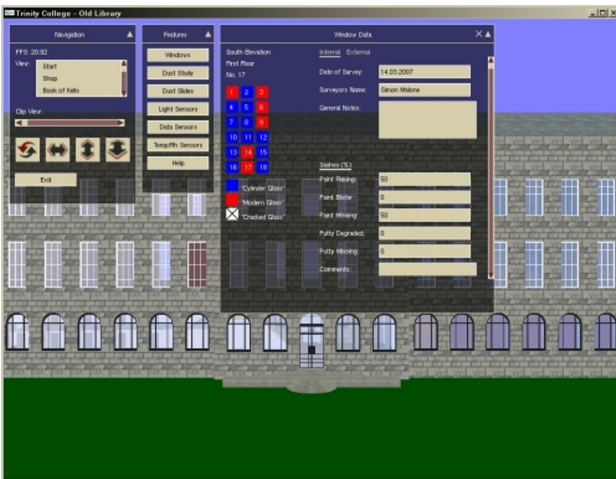 Trinity College - Old Library
Navigation
FPS: 20.92
View:
Start
Shop
Book of Kells
Clip View:
Exit
Features
Windows
Dust Study
Dust Slides
Light Sensors
Data Sensors
Temp/Rh Sensors
Help
Window Data
X
South Elevation
First Floor
No. 17
1 2 3
4 5 6
7 8 9
10 11 12
13 14 15
16 17 18
"Cylinder Glass"
"Modern Glass"
"Cracked Glass"
Internal External
Date of Survey: 14.03.2007
Surveyors Name: Simon Malone
General Notes:
Sashes (%)
Paint Flaking: 50
Paint Blister: 0
Paint Missing: 50
Putty Degraded: 0
Putty Missing: 0
Comments: